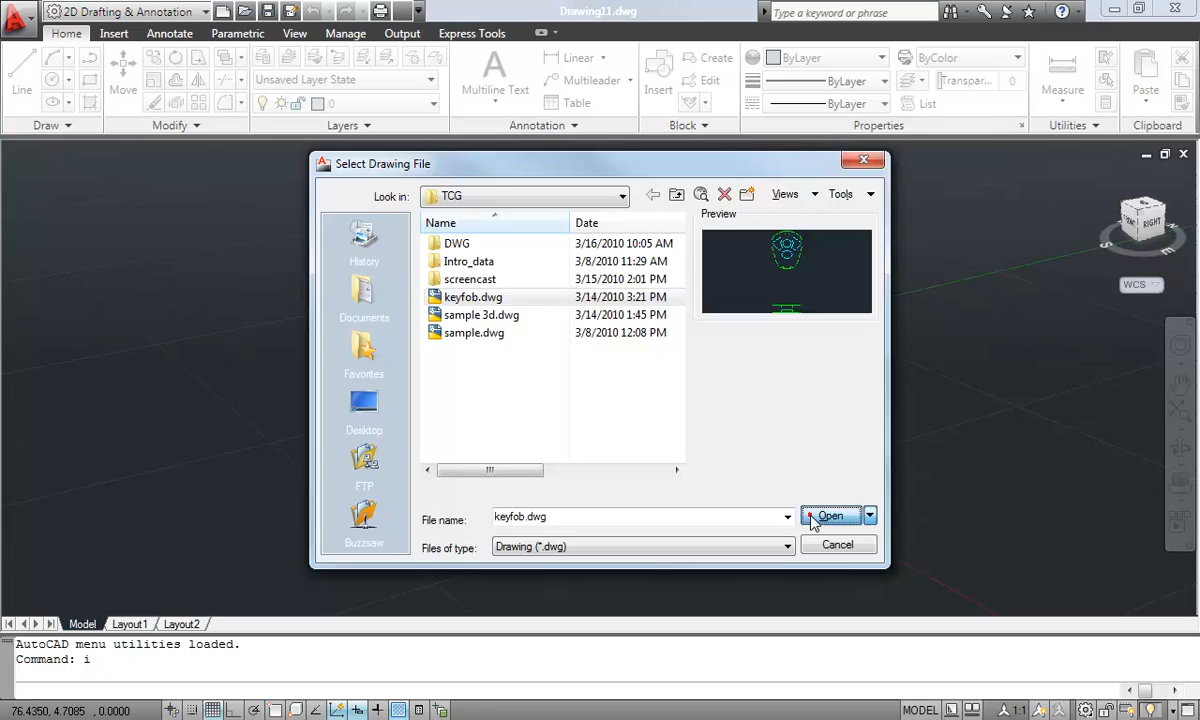 2D Drafting & Annotation
Drawing11.dwg
Type a keyword or phrase
Home Insert Annotate Parametric View Manage Output Express Tools
Line
Move
Unsaved Layer State
0
Multiline Text
Linear
Multileader
Table
Insert
Create
Edit
ByLayer
ByLayer
ByLayer
ByColor
Transpar... 0
List
Measure
Paste
Draw Modify Layers Annotation Block Properties Utilities Clipboard
Select Drawing File
Look in: TCG
Views Tools
Name Date
Preview
DWG 3/16/2010 10:05 AM
Intro_data 3/8/2010 11:29 AM
screencast 3/15/2010 2:01 PM
keyfob.dwg 3/14/2010 3:21 PM
sample 3d.dwg 3/14/2010 1:45 PM
sample.dwg 3/8/2010 12:08 PM
History
Documents
Favorites
Desktop
FTP
Buzzsaw
File name: keyfob.dwg Open
Files of type: Drawing (*.dwg) Cancel
RIGHT
S
E
WCS
Model Layout1 Layout2
AutoCAD menu utilities loaded.
Command: i
76.4350, 4.7085 , 0.0000
MODEL
1:1